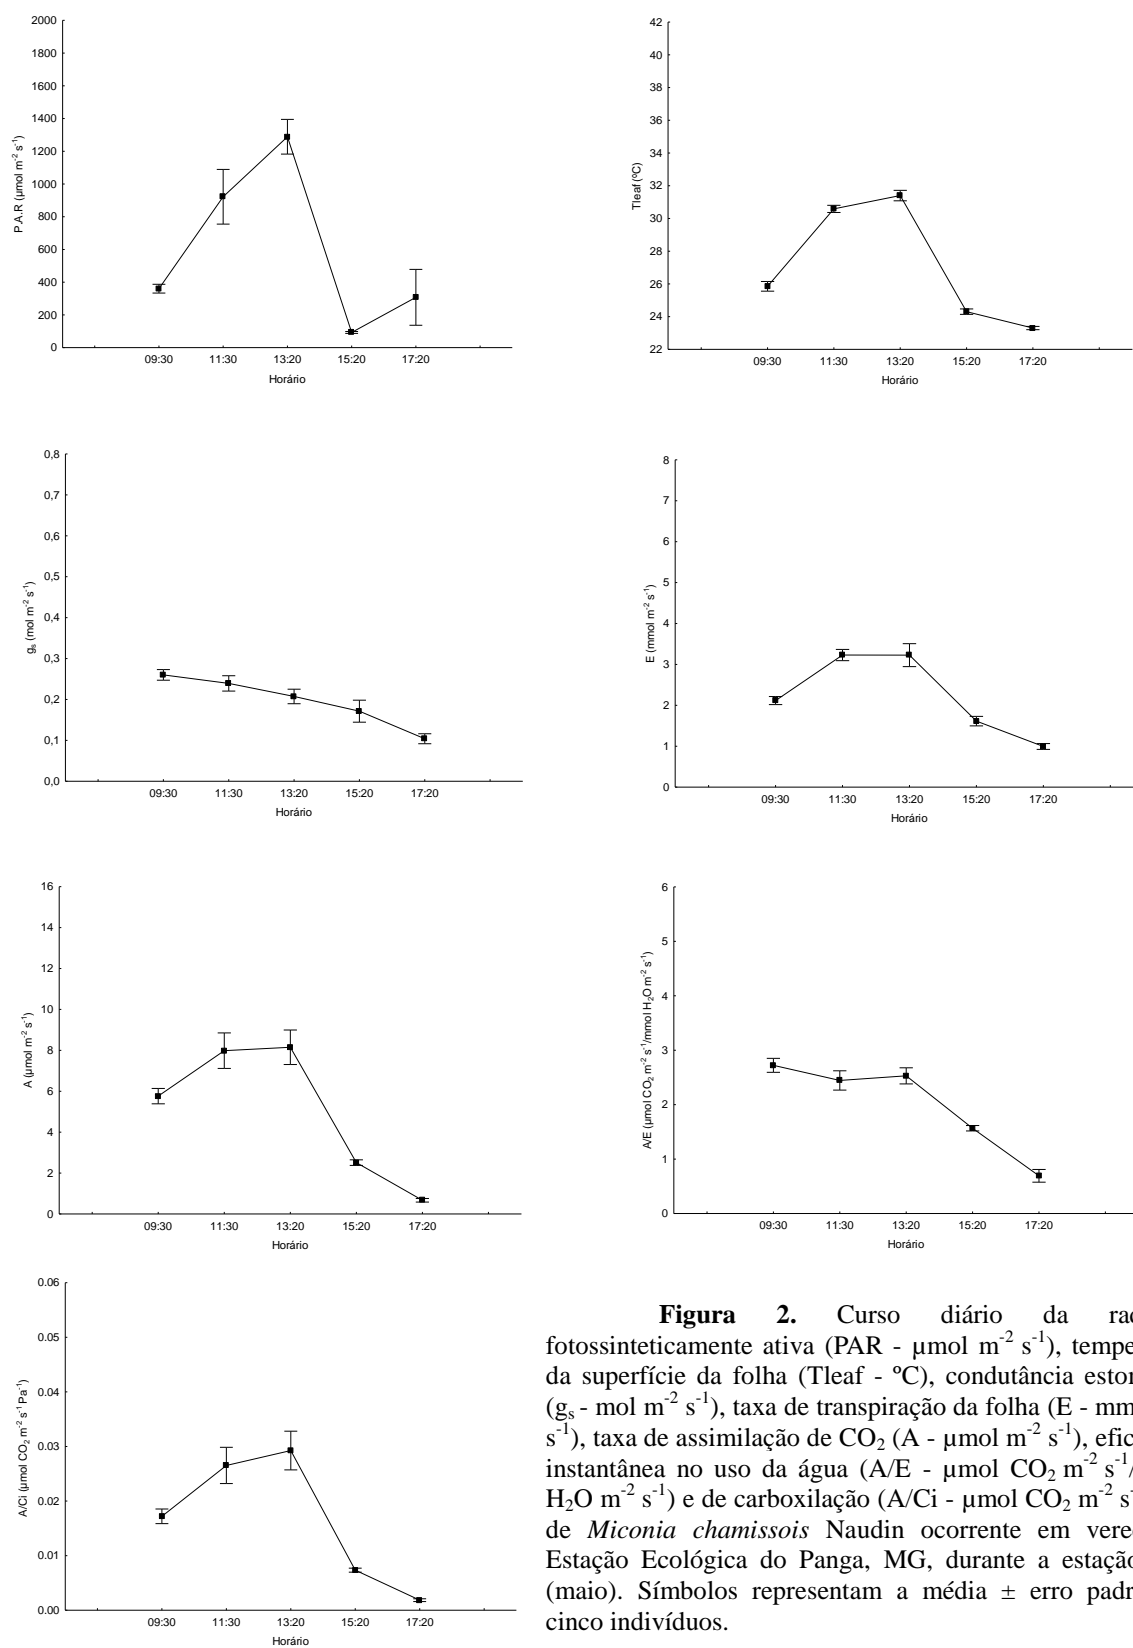 2000
1800
1600
1400
1200
1000
800
600
400
200
0
P.A.R (µmol m⁻² s⁻¹)
09:30 11:30 13:20 15:20 17:20
Horário
42
40
38
36
34
32
30
28
26
24
22
Tleaf (ºC)
09:30 11:30 13:20 15:20 17:20
Horário
0,8
0,7
0,6
0,5
0,4
0,3
0,2
0,1
0,0
gₛ (mol m⁻² s⁻¹)
09:30 11:30 13:20 15:20 17:20
Horário
8
7
6
5
4
3
2
1
0
E (mmol m⁻² s⁻¹)
09:30 11:30 13:20 15:20 17:20
Horário
16
14
12
10
8
6
4
2
0
A (µmol m⁻² s⁻¹)
09:30 11:30 13:20 15:20 17:20
Horário
6
5
4
3
2
1
0
A/E (µmol CO₂ m⁻² s⁻¹/mmol H₂O m⁻² s⁻¹)
09:30 11:30 13:20 15:20 17:20
Horário
0.06
0.05
0.04
0.03
0.02
0.01
0.00
A/Ci (µmol CO₂ m⁻² s⁻¹ Pa⁻¹)
09:30 11:30 13:20 15:20 17:20
Horário
Figura 2. Curso diário da rad
fotossinteticamente ativa (PAR - µmol m⁻² s⁻¹), tempe
da superfície da folha (Tleaf - ºC), condutância eston
(gₛ - mol m⁻² s⁻¹), taxa de transpiração da folha (E - mm
s⁻¹), taxa de assimilação de CO₂ (A - µmol m⁻² s⁻¹), efic
instantânea no uso da água (A/E - µmol CO₂ m⁻² s⁻¹/
H₂O m⁻² s⁻¹) e de carboxilação (A/Ci - µmol CO₂ m⁻² s⁻
de Miconia chamissois Naudin ocorrente em vere
Estação Ecológica do Panga, MG, durante a estação
(maio). Símbolos representam a média ± erro padr
cinco indivíduos.